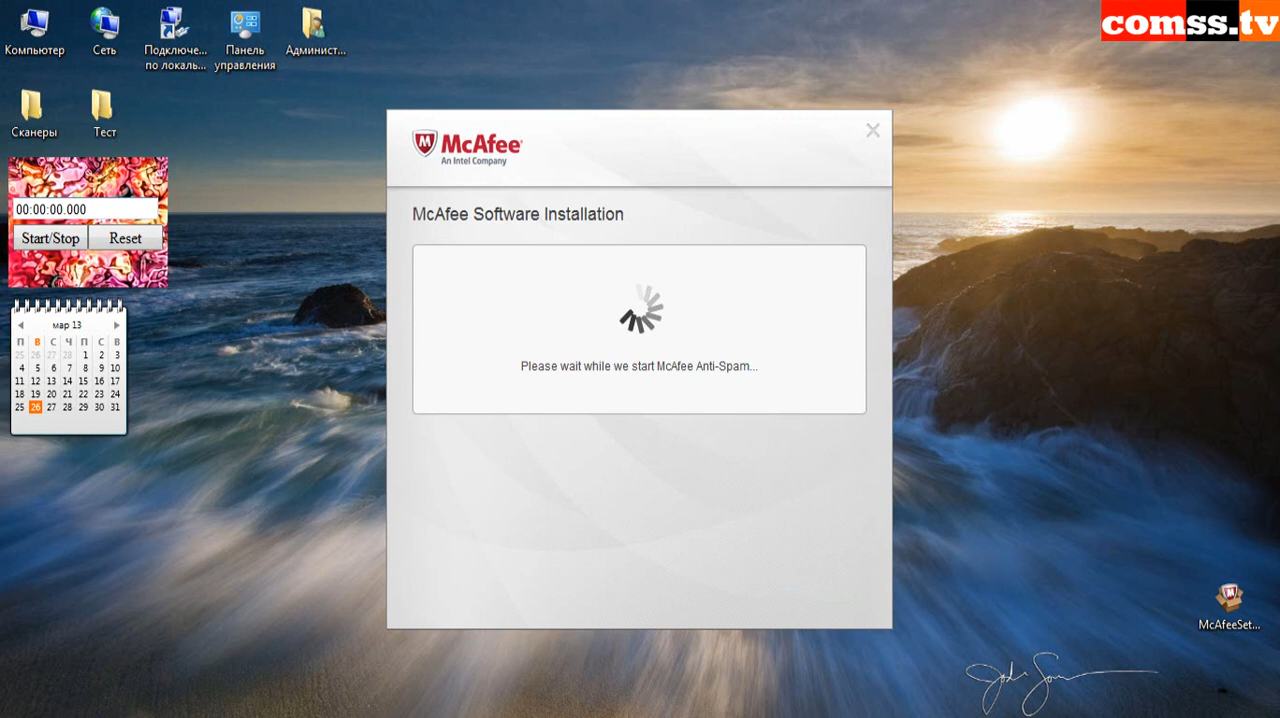 comss.tv
Компьютер
Сеть
Подключе...
по локаль...
Панель
управления
Админист...
Сканеры
Тест
00:00:00.000
Start/Stop
Reset
мар 13
П В С Ч П С В
25 26 27 28 1 2 3
4 5 6 7 8 9 10
11 12 13 14 15 16 17
18 19 20 21 22 23 24
25 26 27 28 29 30 31
McAfee
An Intel Company
McAfee Software Installation
Please wait while we start McAfee Anti-Spam...
McAfeeSet...